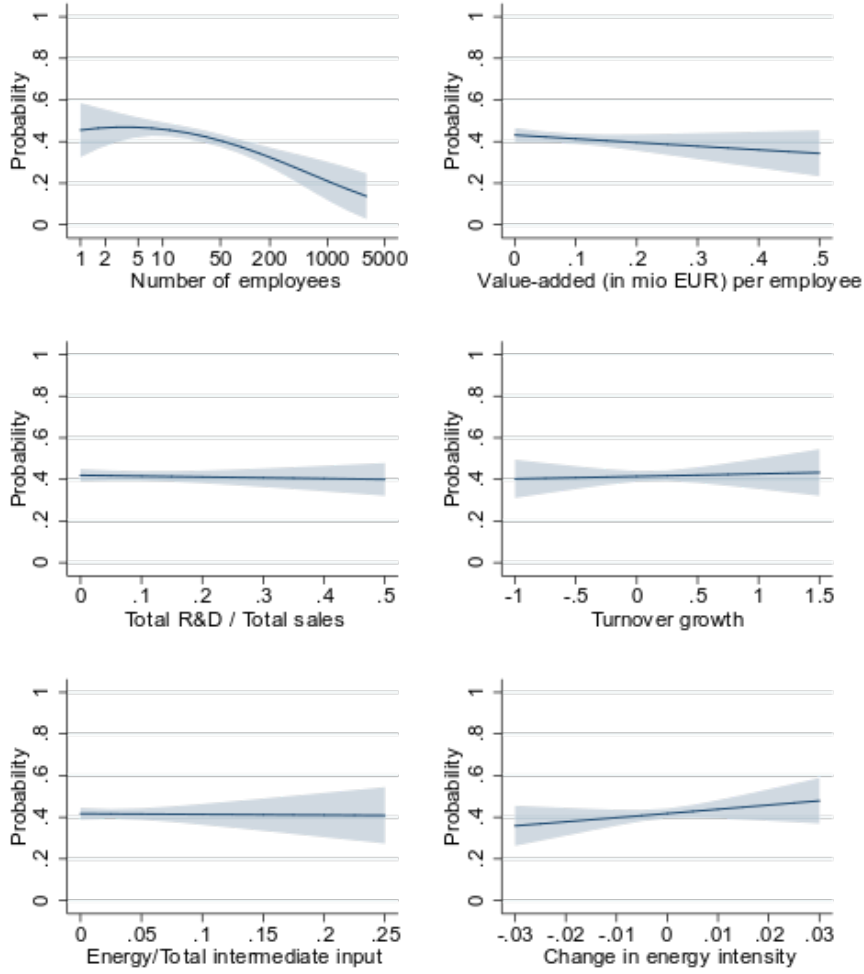 Probability
1
.8
.6
.4
.2
0
1 2 5 10 50 200 1000 5000
Number of employees
Probability
1
.8
.6
.4
.2
0
0 .1 .2 .3 .4 .5
Value-added (in mio EUR) per employee
Probability
1
.8
.6
.4
.2
0
0 .1 .2 .3 .4 .5
Total R&D / Total sales
Probability
1
.8
.6
.4
.2
0
-1 -.5 0 .5 1 1.5
Turnover growth
Probability
1
.8
.6
.4
.2
0
0 .05 .1 .15 .2 .25
Energy/Total intermediate input
Probability
1
.8
.6
.4
.2
0
-.03 -.02 -.01 0 .01 .02 .03
Change in energy intensity